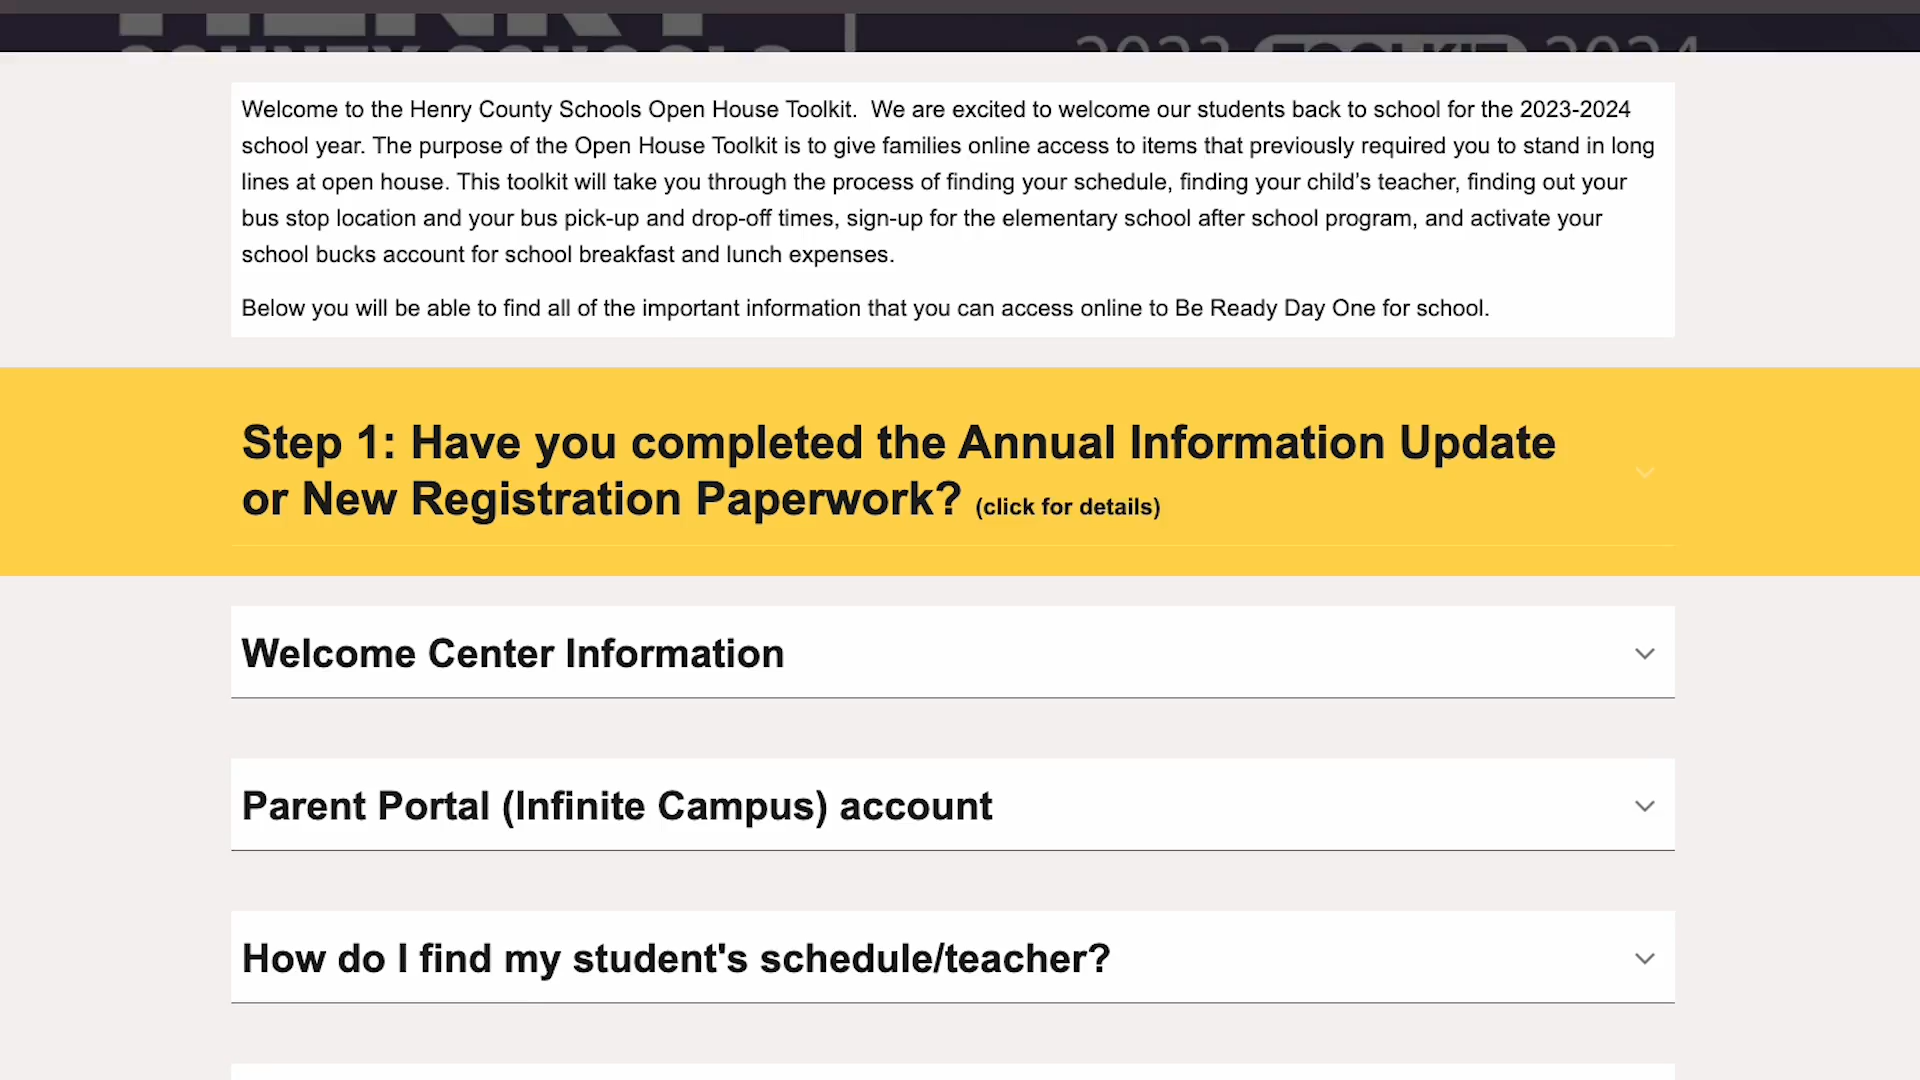 HENRY
COUNTY SCHOOLS
2023 TOOLKIT 2024
Welcome to the Henry County Schools Open House Toolkit.  We are excited to welcome our students back to school for the 2023-2024
school year. The purpose of the Open House Toolkit is to give families online access to items that previously required you to stand in long
lines at open house. This toolkit will take you through the process of finding your schedule, finding your child's teacher, finding out your
bus stop location and your bus pick-up and drop-off times, sign-up for the elementary school after school program, and activate your
school bucks account for school breakfast and lunch expenses.
Below you will be able to find all of the important information that you can access online to Be Ready Day One for school.
Step 1: Have you completed the Annual Information Update
or New Registration Paperwork? (click for details)
Welcome Center Information
Parent Portal (Infinite Campus) account
How do I find my student's schedule/teacher?